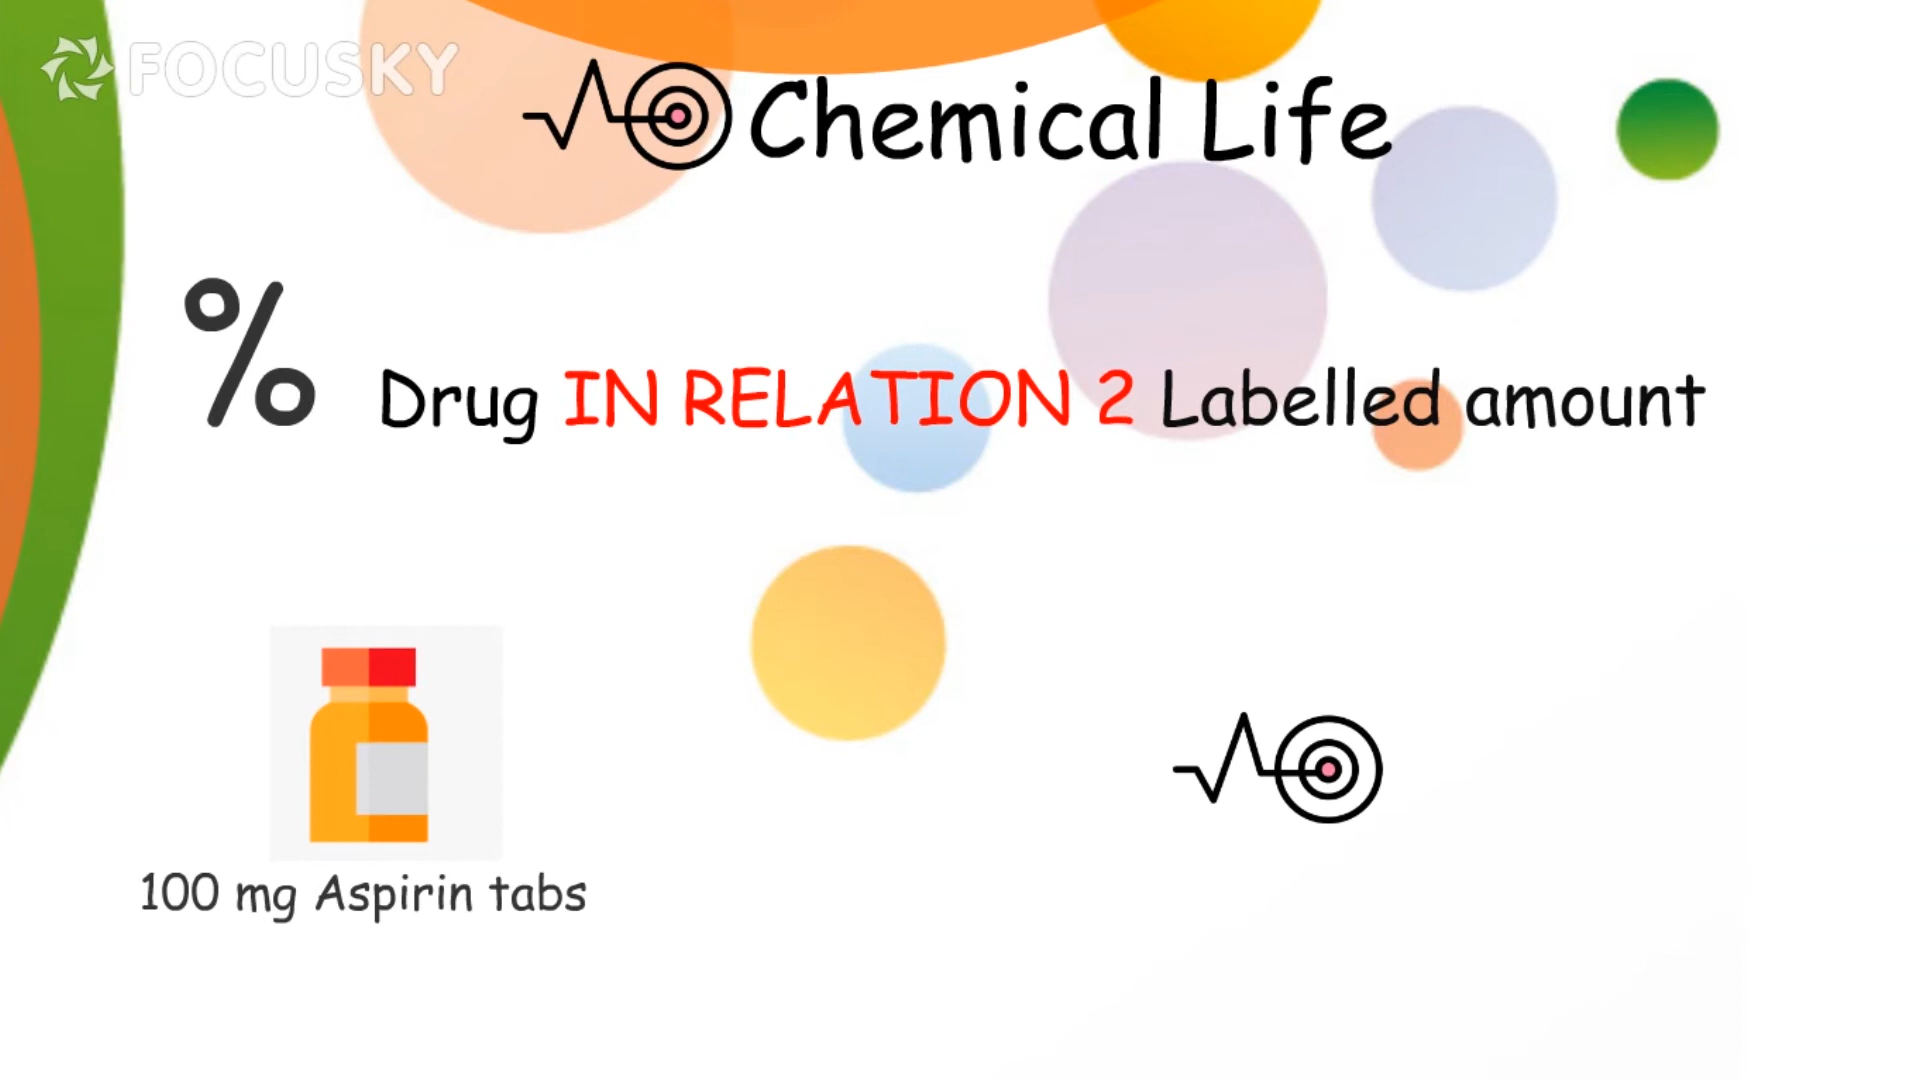 FOCUSKY
Chemical Life
% Drug IN RELATION 2 Labelled amount
100 mg Aspirin tabs